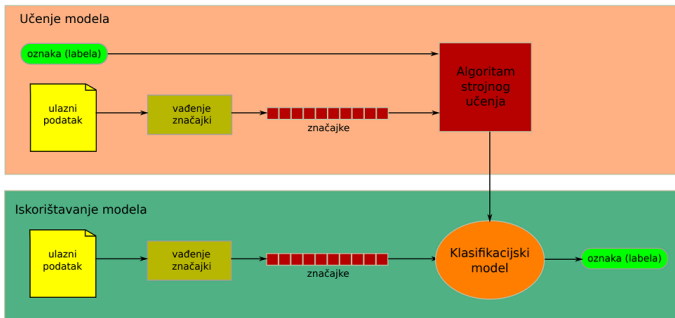 Učenje modela
oznaka (labela)
ulazni
podatak
vađenje
značajki
značajke
Algoritam
strojnog
učenja
Iskorištavanje modela
ulazni
podatak
vađenje
značajki
značajke
Klasifikacijski
model
oznaka (labela)